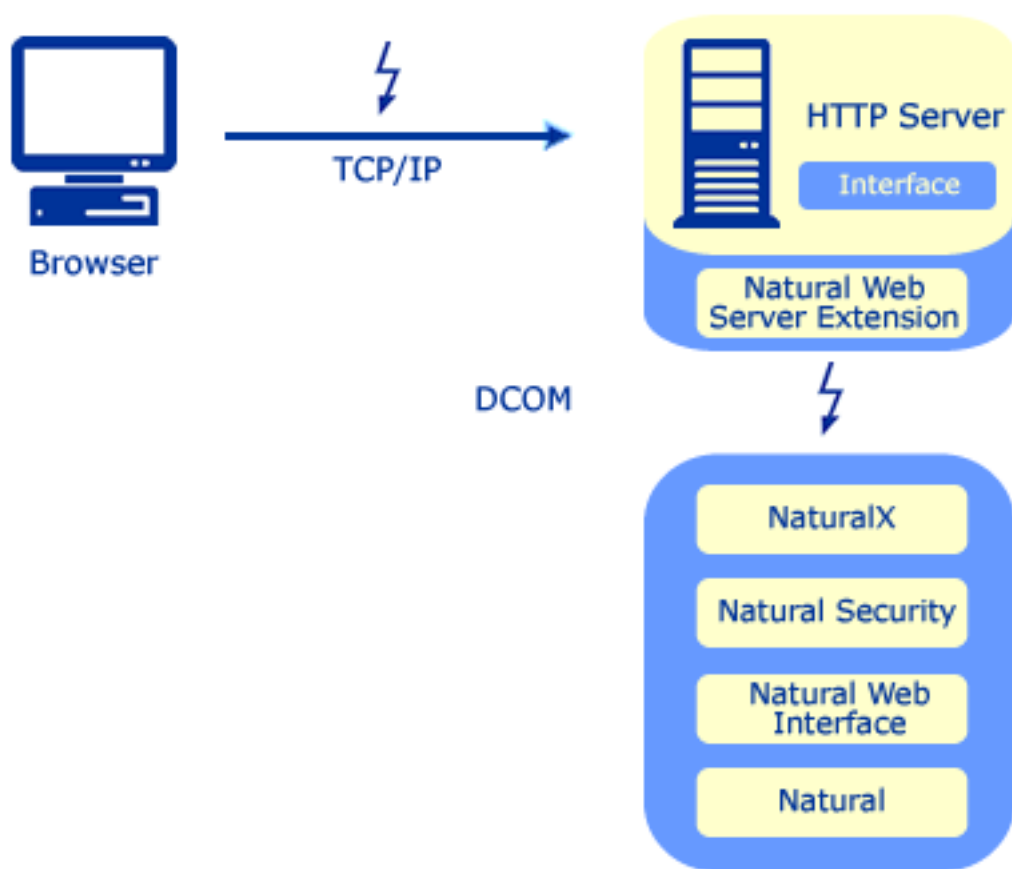 HTTP Server
TCP/IP
Interface
Browser
Natural Web
Server Extension
DCOM
NaturalX
Natural Security
Natural Web
Interface
Natural